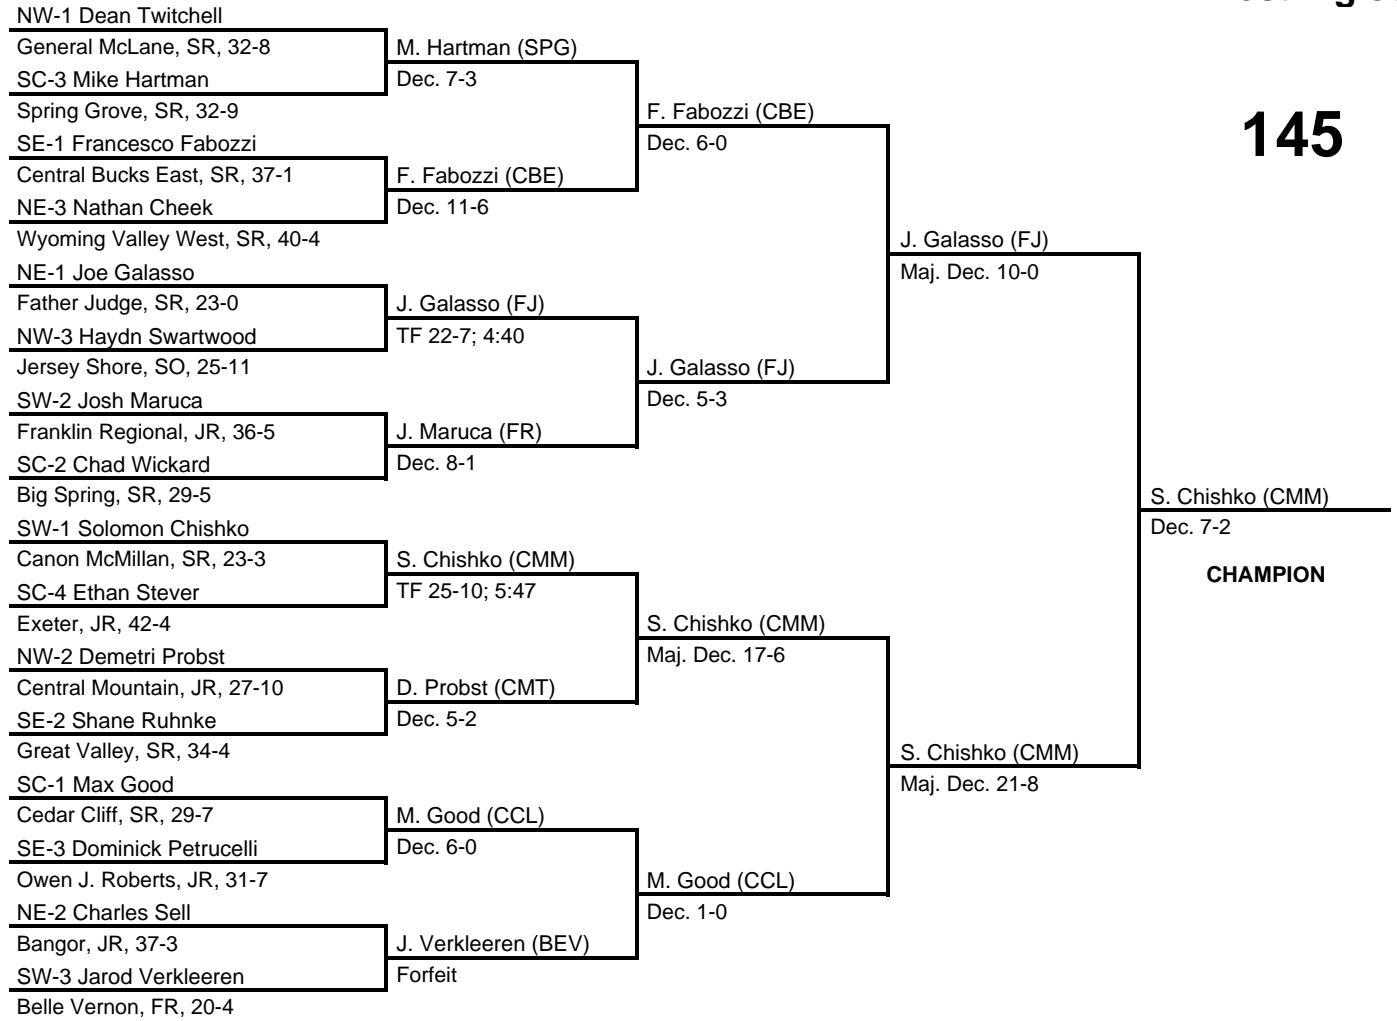 NW-1 Dean Twitchell
General McLane, SR, 32-8
SC-3 Mike Hartman
Spring Grove, SR, 32-9
SE-1 Francesco Fabozzi
Central Bucks East, SR, 37-1
NE-3 Nathan Cheek
Wyoming Valley West, SR, 40-4
NE-1 Joe Galasso
Father Judge, SR, 23-0
NW-3 Haydn Swartwood
Jersey Shore, SO, 25-11
SW-2 Josh Maruca
Franklin Regional, JR, 36-5
SC-2 Chad Wickard
Big Spring, SR, 29-5
SW-1 Solomon Chishko
Canon McMillan, SR, 23-3
SC-4 Ethan Stever
Exeter, JR, 42-4
NW-2 Demetri Probst
Central Mountain, JR, 27-10
SE-2 Shane Ruhnke
Great Valley, SR, 34-4
SC-1 Max Good
Cedar Cliff, SR, 29-7
SE-3 Dominick Petrucelli
Owen J. Roberts, JR, 31-7
NE-2 Charles Sell
Bangor, JR, 37-3
SW-3 Jarod Verkleeren
Belle Vernon, FR, 20-4
M. Hartman (SPG)
Dec. 7-3
F. Fabozzi (CBE)
Dec. 11-6
J. Galasso (FJ)
TF 22-7; 4:40
J. Maruca (FR)
Dec. 8-1
S. Chishko (CMM)
TF 25-10; 5:47
D. Probst (CMT)
Dec. 5-2
M. Good (CCL)
Dec. 6-0
J. Verkleeren (BEV)
Forfeit
F. Fabozzi (CBE)
Dec. 6-0
J. Galasso (FJ)
Dec. 5-3
S. Chishko (CMM)
Maj. Dec. 17-6
M. Good (CCL)
Dec. 1-0
J. Galasso (FJ)
Maj. Dec. 10-0
S. Chishko (CMM)
Maj. Dec. 21-8
145
S. Chishko (CMM)
Dec. 7-2
CHAMPION